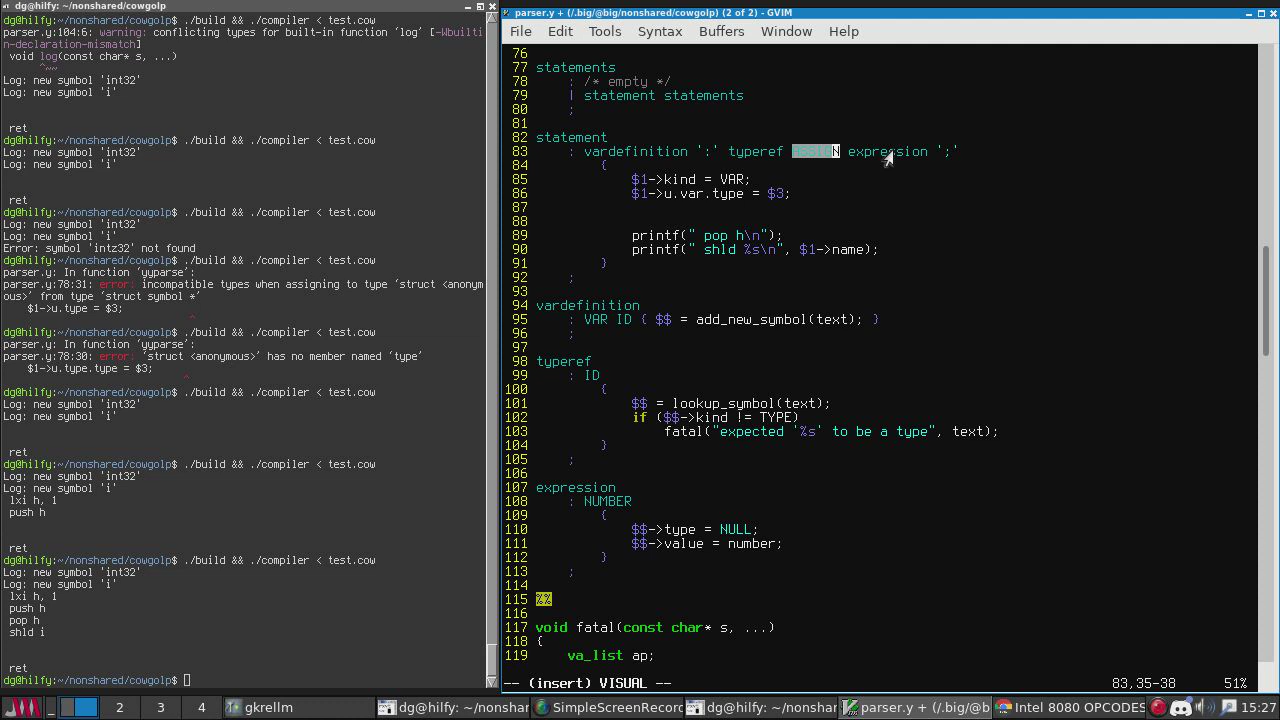 dg@hilfy: ~/nonshared/cowgolp
dg@hilfy:~/nonshared/cowgolp$ ./build && ./compiler < test.cow
parser.y:184:6: warning: conflicting types for built-in function ‘log’ [-Wbuilti
n-declaration-mismatch]
 void log(const char* s, ...)
      ^~~
Log: new symbol 'int32'
Log: new symbol 'i'
 ret
dg@hilfy:~/nonshared/cowgolp$ ./build && ./compiler < test.cow
Log: new symbol 'int32'
Log: new symbol 'i'
 ret
dg@hilfy:~/nonshared/cowgolp$ ./build && ./compiler < test.cow
Log: new symbol 'int32'
Log: new symbol 'i'
Error: symbol 'intz32' not found
dg@hilfy:~/nonshared/cowgolp$ ./build && ./compiler < test.cow
parser.y: In function ‘yyparse’:
parser.y:78:31: error: incompatible types when assigning to type ‘struct <anonym
ous>’ from type ‘struct symbol *’
   $1->u.type = $3;
              ^
dg@hilfy:~/nonshared/cowgolp$ ./build && ./compiler < test.cow
parser.y: In function ‘yyparse’:
parser.y:78:30: error: ‘struct <anonymous>’ has no member named ‘type’
   $1->u.type.type = $3;
             ^
dg@hilfy:~/nonshared/cowgolp$ ./build && ./compiler < test.cow
Log: new symbol 'int32'
Log: new symbol 'i'
 ret
dg@hilfy:~/nonshared/cowgolp$ ./build && ./compiler < test.cow
Log: new symbol 'int32'
Log: new symbol 'i'
 lxi h, 1
 push h
 ret
dg@hilfy:~/nonshared/cowgolp$ ./build && ./compiler < test.cow
Log: new symbol 'int32'
Log: new symbol 'i'
 lxi h, 1
 push h
 pop h
 shld i
 ret
dg@hilfy:~/nonshared/cowgolp$
parser.y + (/.big/@big/nonshared/cowgolp) (2 of 2) - GVIM
File Edit Tools Syntax Buffers Window Help
76
77 statements
78     : /* empty */
79     | statement statements
80     ;
81
82 statement
83     : vardefinition ':' typeref ASSIGN expression ';'
84         {
85             $1->kind = VAR;
86             $1->u.var.type = $3;
87
88
89             printf(" pop h\n");
90             printf(" shld %s\n", $1->name);
91         }
92     ;
93
94 vardefinition
95     : VAR ID { $$ = add_new_symbol(text); }
96     ;
97
98 typeref
99     : ID
100         {
101             $$ = lookup_symbol(text);
102             if ($$->kind != TYPE)
103                 fatal("expected '%s' to be a type", text);
104         }
105     ;
106
107 expression
108     : NUMBER
109         {
110             $$->type = NULL;
111             $$->value = number;
112         }
113     ;
114
115 %%
116
117 void fatal(const char* s, ...)
118 {
119     va_list ap;
-- (insert) VISUAL -- 83,35-38 51%
2 3 4 gkrellm dg@hilfy: ~/nonshar dg@hilfy: ~/nonshar SimpleScreenRecor parser.y + (/.big/@b Intel 8080 OPCODES 15:27